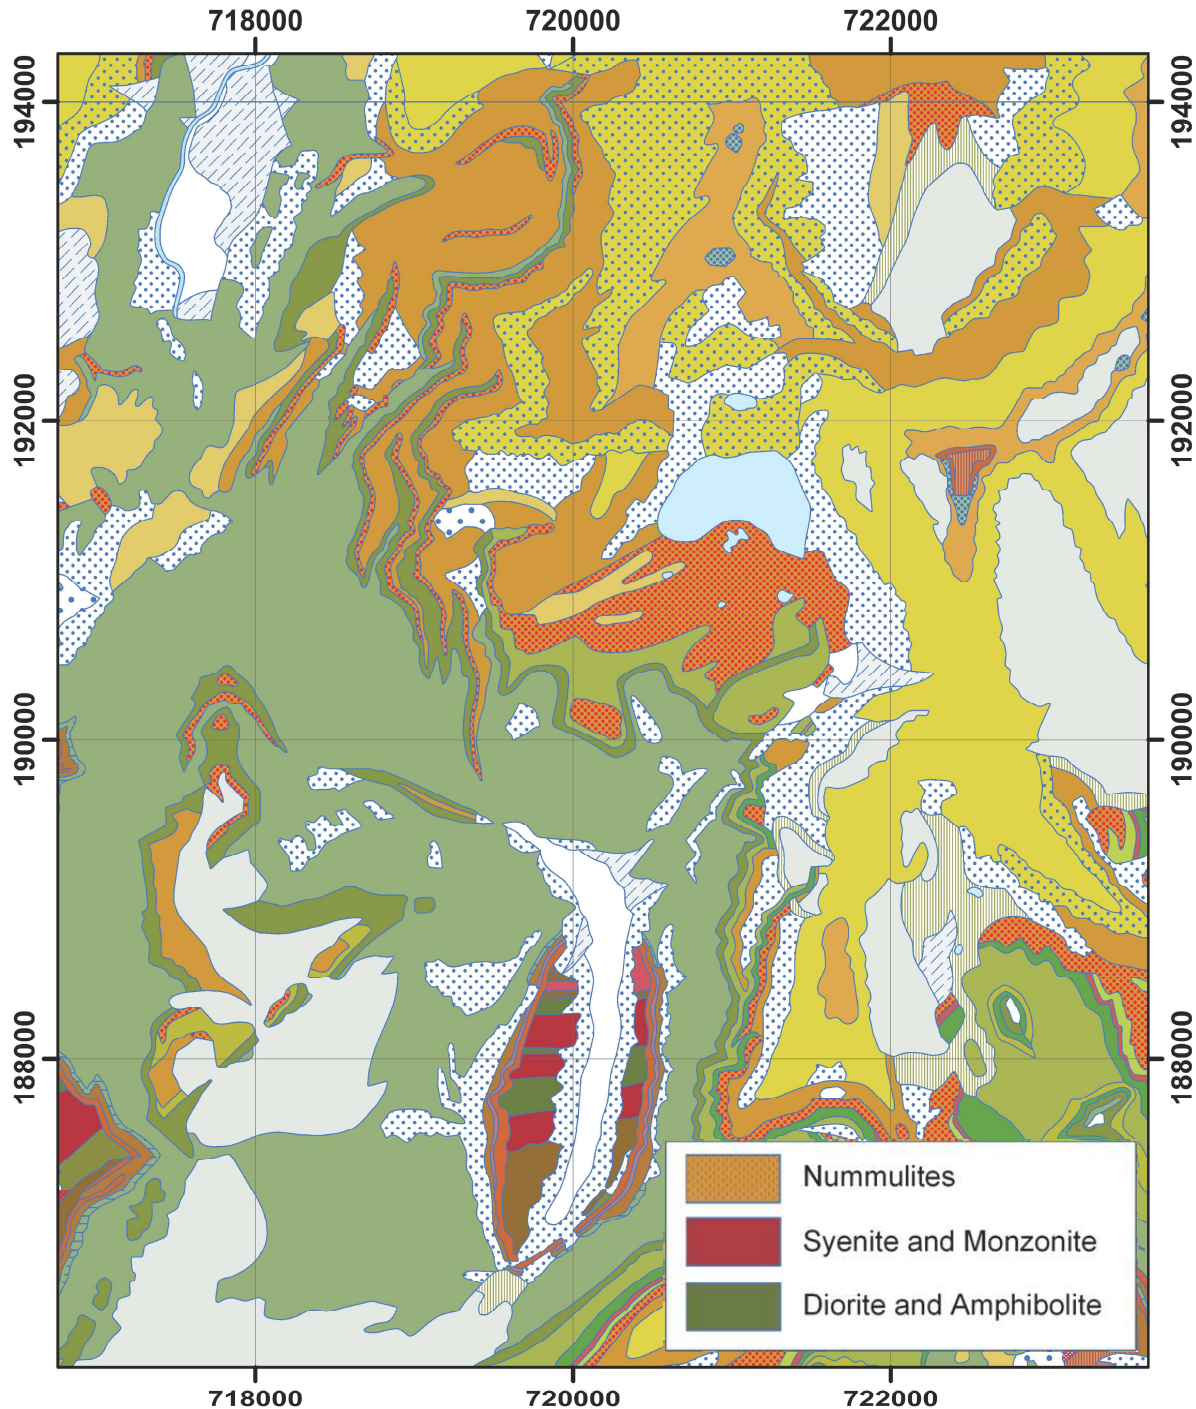 718000 720000 722000
194000 194000
192000 192000
190000 190000
188000 188000
Nummulites
Syenite and Monzonite
Diorite and Amphibolite
718000 720000 722000